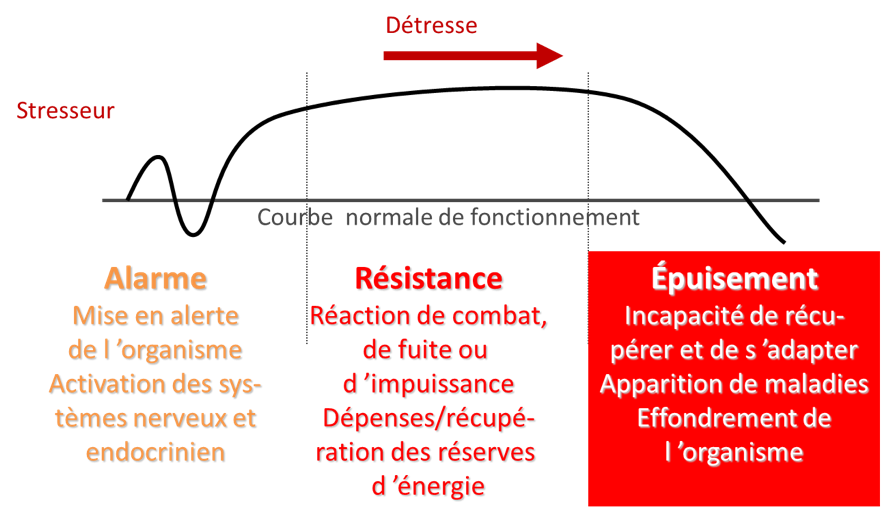 Détresse
Stresseur
Courbe normale de fonctionnement
Alarme
Mise en alerte
de l ’organisme
Activation des sys-
tèmes nerveux et
endocrinien
Résistance
Réaction de combat,
de fuite ou
d ’impuissance
Dépenses/récupé-
ration des réserves
d ’énergie
Épuisement
Incapacité de récu-
pérer et de s ’adapter
Apparition de maladies
Effondrement de
l ’organisme